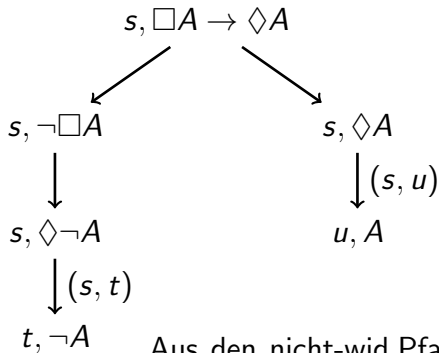 s, □A → ◇A
s, ¬□A
s, ◇A
(s, u)
s, ◇¬A
u, A
(s, t)
t, ¬A
Aus den nicht-wid Pfa